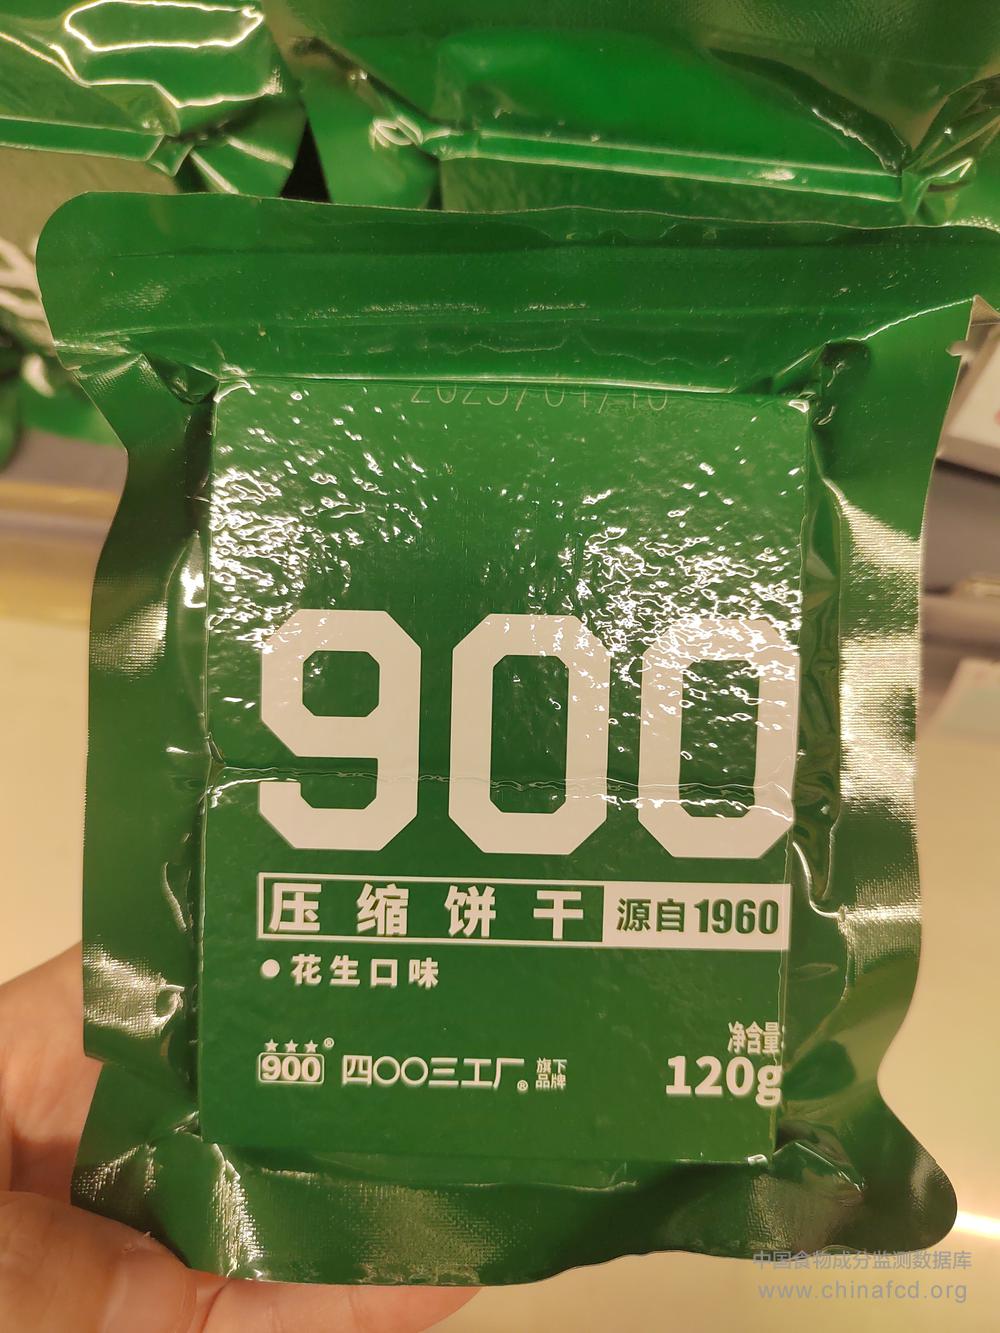 900
压缩饼干 源自1960
●花生口味
★★★
900® 四〇〇三工厂® 旗下品牌
净含量:
120g
中国食物成分监测数据库
www.chinafcd.org